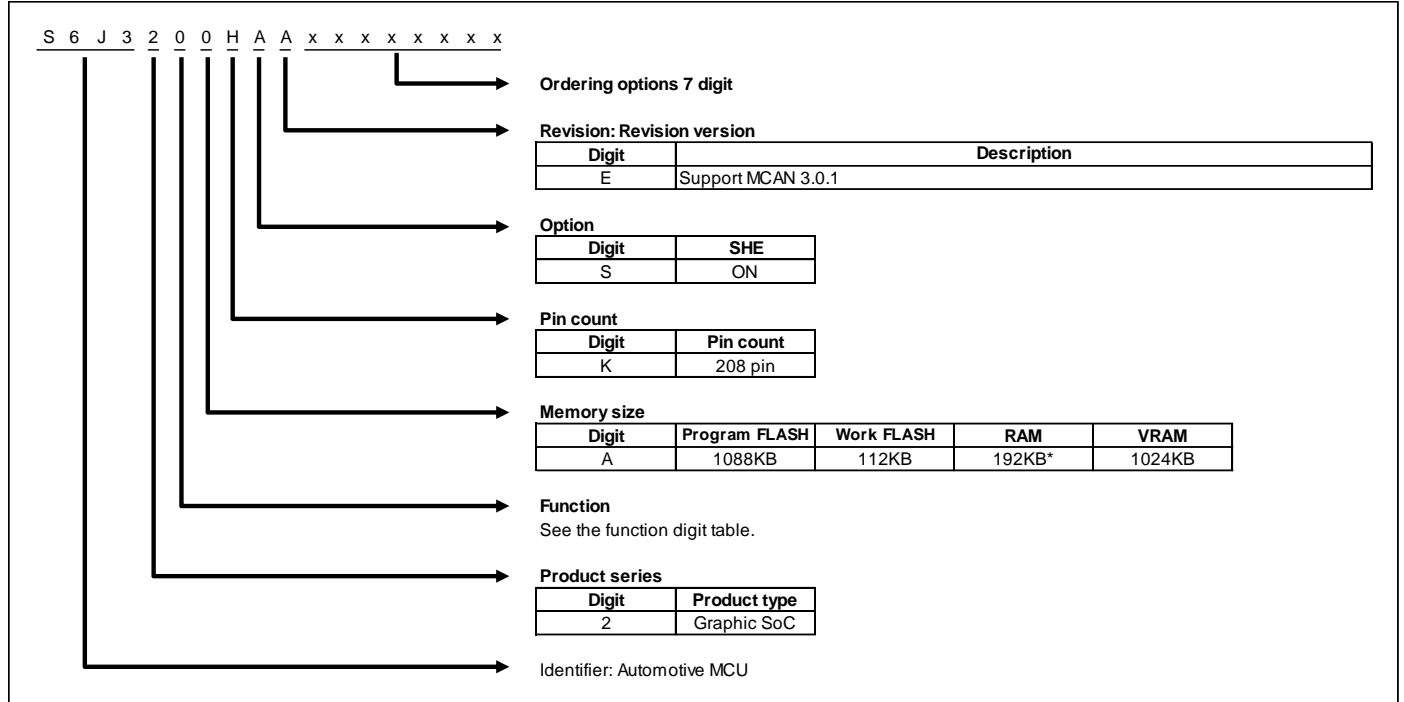 S 6 J 3 2 0 0 H A A x x x x x x x x
Ordering options 7 digit
Revision: Revision version
Digit Description
E Support MCAN 3.0.1
Option
Digit SHE
S ON
Pin count
Digit Pin count
K 208 pin
Memory size
Digit Program FLASH Work FLASH RAM VRAM
A 1088KB 112KB 192KB* 1024KB
Function
See the function digit table.
Product series
Digit Product type
2 Graphic SoC
Identifier: Automotive MCU